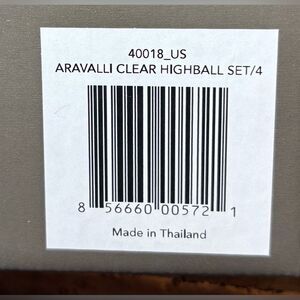 40018_US
ARAVALLI CLEAR HIGHBALL SET/4
8 56660 00572 1
Made in Thailand